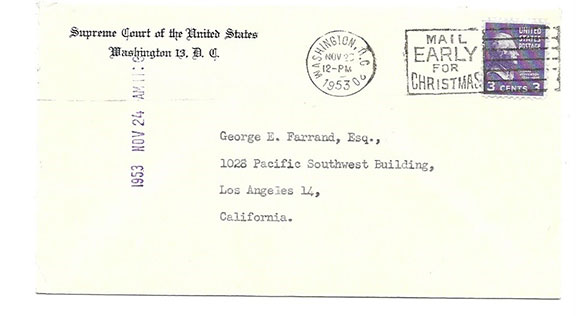 Supreme Court of the United States
Washington 13, D. C.
WASHINGTON, D.C.
NOV
12-PM
1953
MAIL
EARLY
FOR
CHRISTMAS
UNITED
STATES
POSTAGE
3 CENTS 3
1953 NOV 24 AM
George E. Farrand, Esq.,
1028 Pacific Southwest Building,
Los Angeles 14,
California.